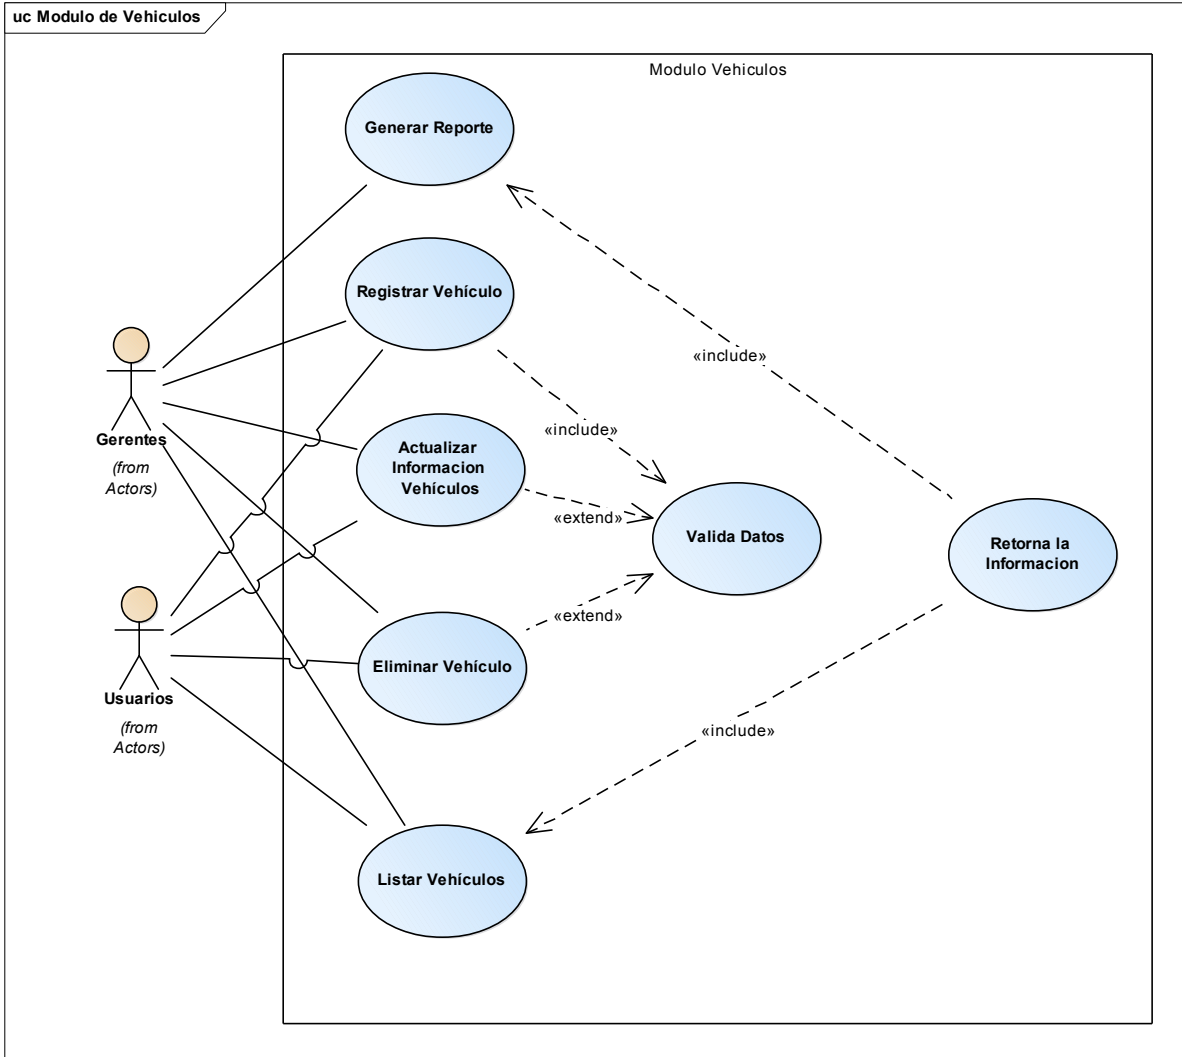 uc Modulo de Vehiculos
Modulo Vehiculos
Generar Reporte
Registrar Vehículo
«include»
Gerentes
(from
Actors)
«include»
Actualizar
Informacion
Vehículos
«extend»
Valida Datos
Retorna la
Informacion
«extend»
Usuarios
(from
Actors)
Eliminar Vehículo
«include»
Listar Vehículos